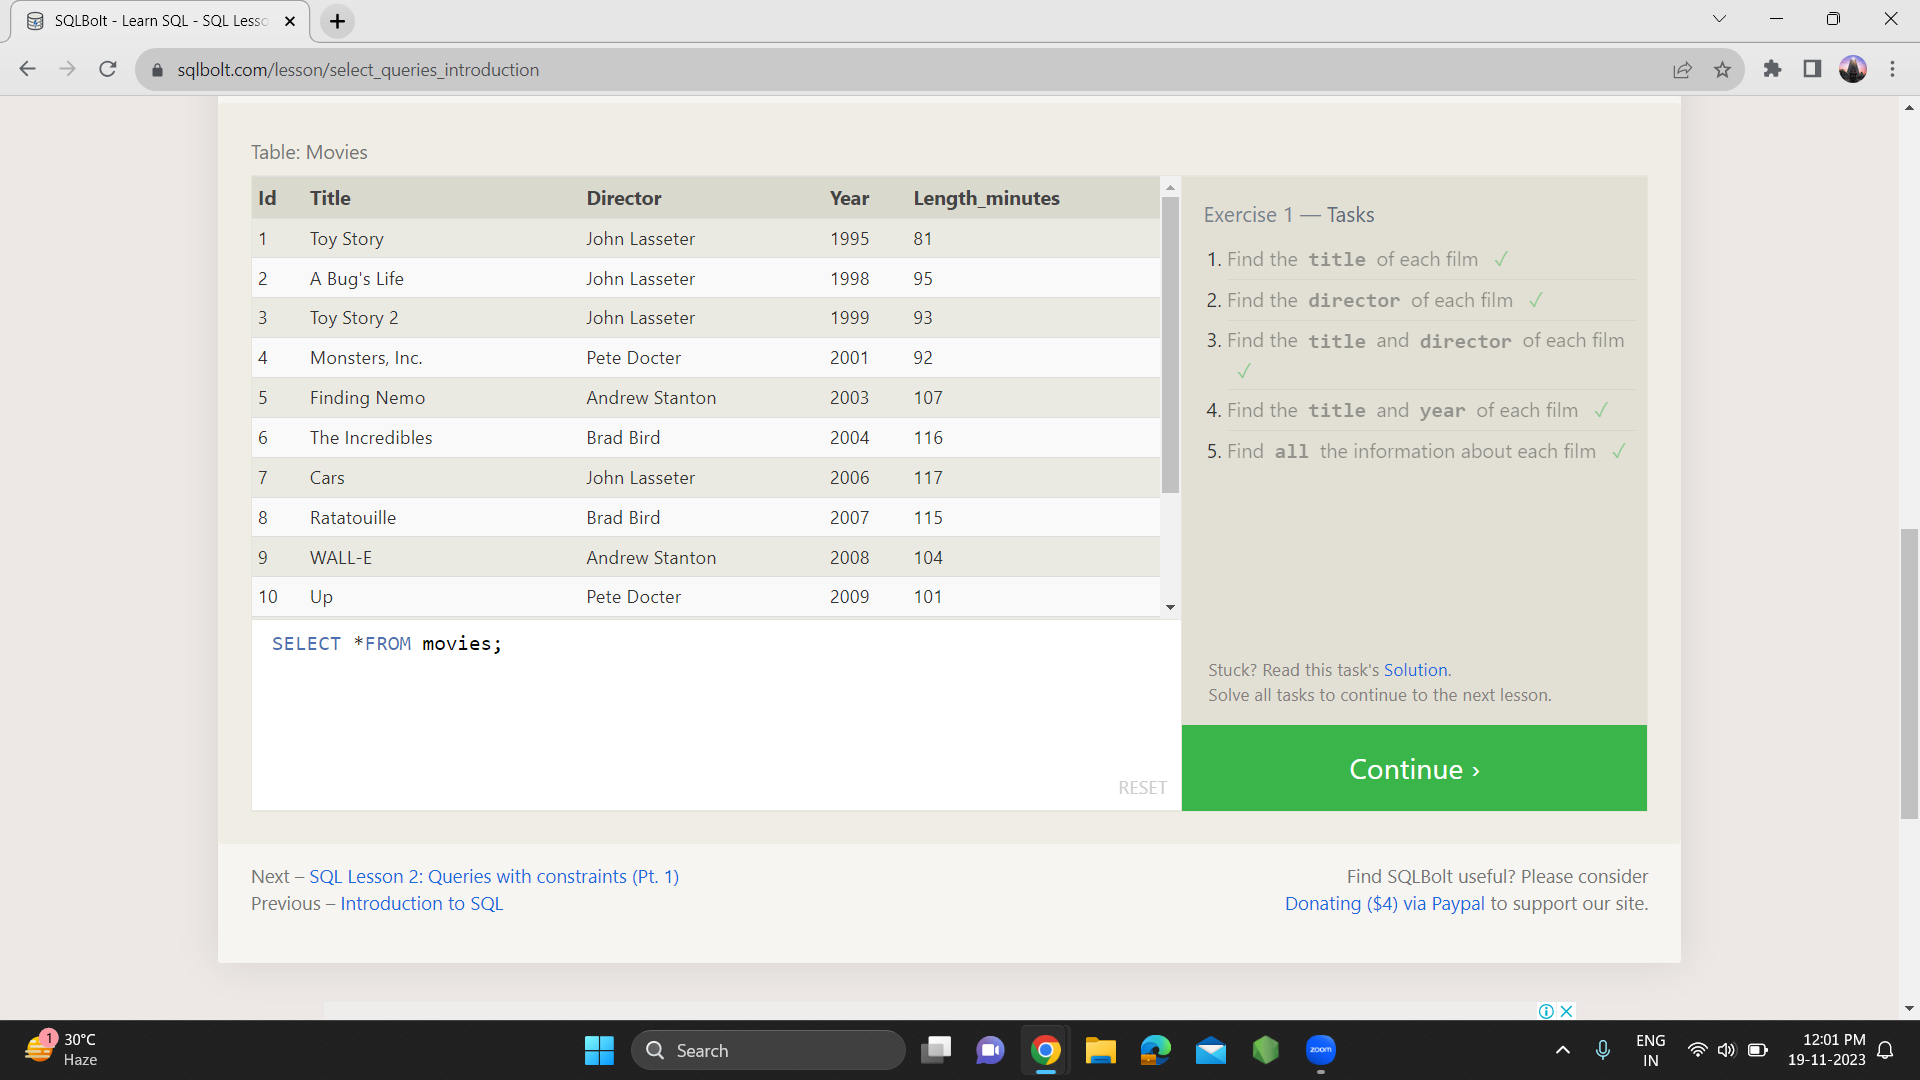 SQLBolt - Learn SQL - SQL Lesso
sqlbolt.com/lesson/select_queries_introduction
Table: Movies
Id Title Director Year Length_minutes
1 Toy Story John Lasseter 1995 81
2 A Bug's Life John Lasseter 1998 95
3 Toy Story 2 John Lasseter 1999 93
4 Monsters, Inc. Pete Docter 2001 92
5 Finding Nemo Andrew Stanton 2003 107
6 The Incredibles Brad Bird 2004 116
7 Cars John Lasseter 2006 117
8 Ratatouille Brad Bird 2007 115
9 WALL-E Andrew Stanton 2008 104
10 Up Pete Docter 2009 101
SELECT *FROM movies;
RESET
Exercise 1 — Tasks
1. Find the title of each film ✓
2. Find the director of each film ✓
3. Find the title and director of each film
✓
4. Find the title and year of each film ✓
5. Find all the information about each film ✓
Stuck? Read this task's Solution.
Solve all tasks to continue to the next lesson.
Continue ›
Next – SQL Lesson 2: Queries with constraints (Pt. 1)
Previous – Introduction to SQL
Find SQLBolt useful? Please consider
Donating ($4) via Paypal to support our site.
1
30°C
Haze
Search
zoom
ENG
IN
12:01 PM
19-11-2023